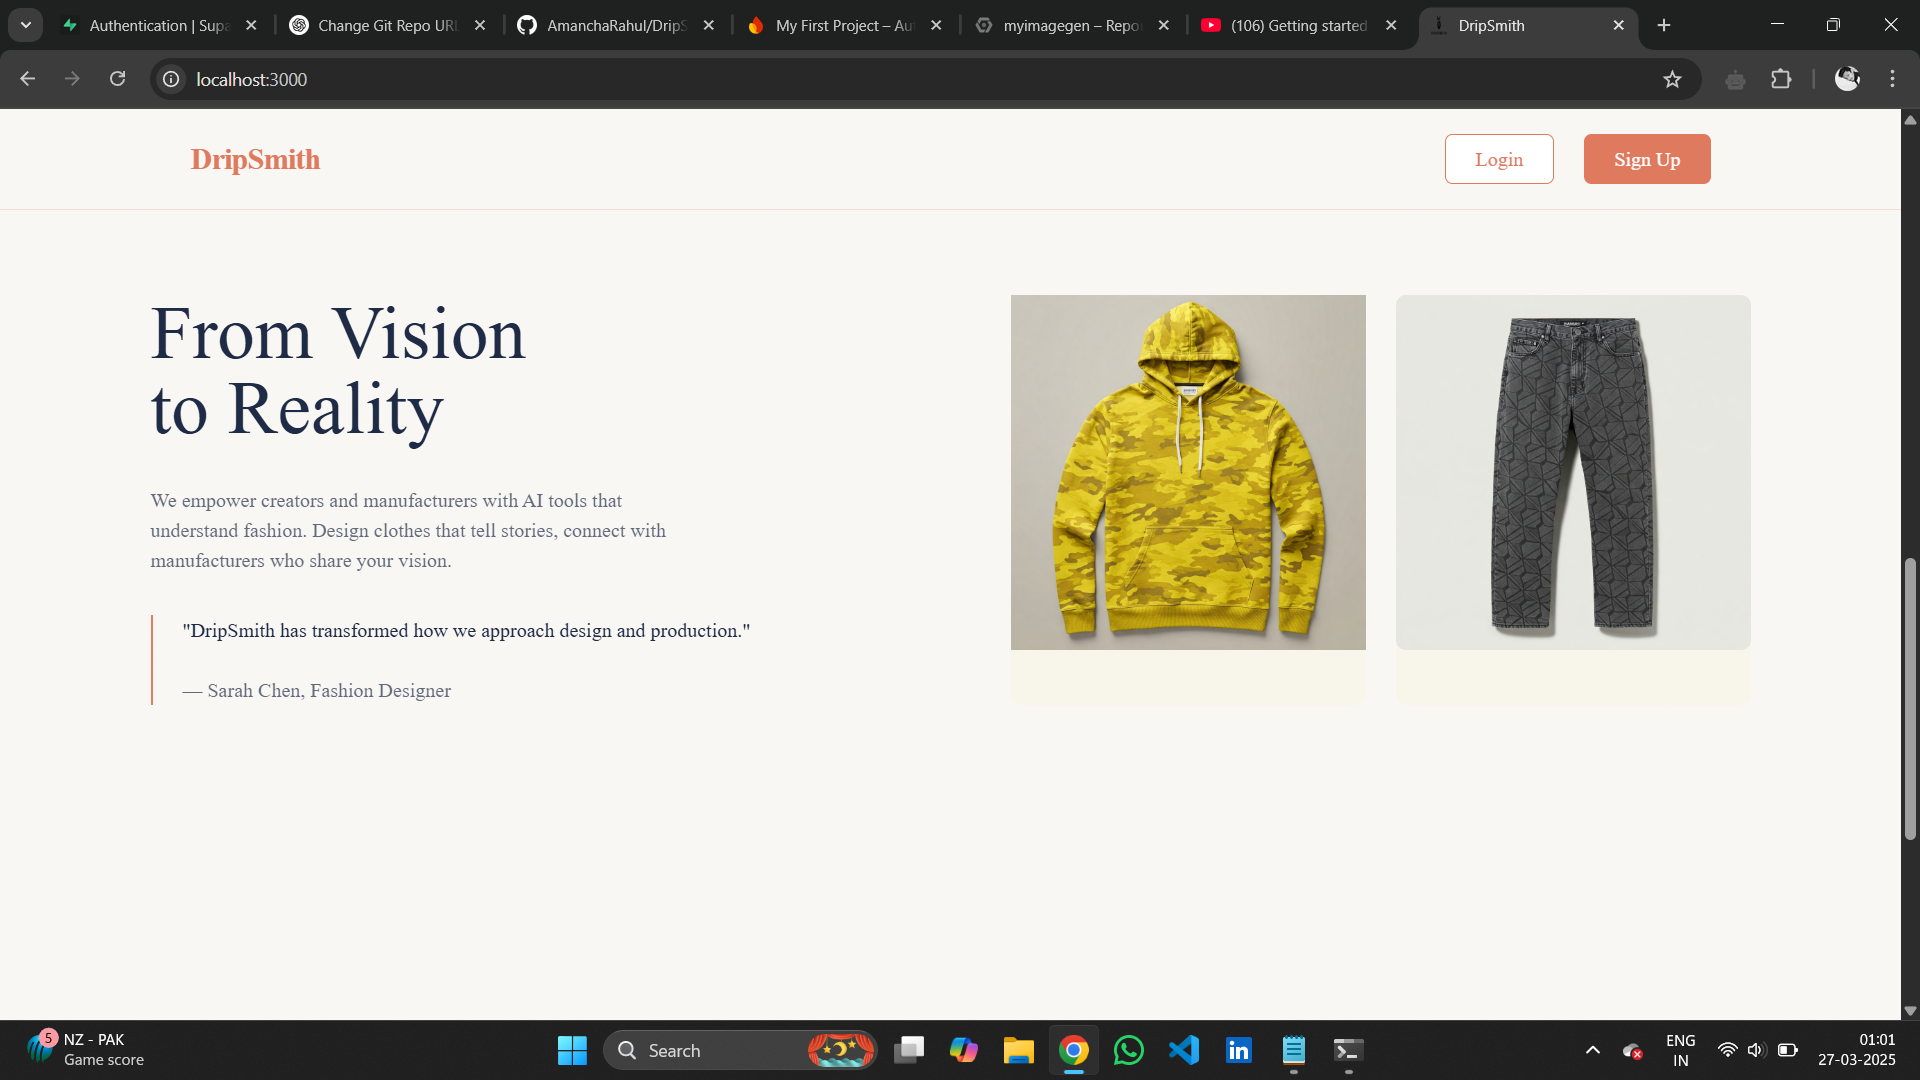 Authentication | Supa
Change Git Repo URL
AmanchaRahul/DripS
My First Project – Au
myimagegen – Repo
(106) Getting started
DripSmith
localhost:3000
DripSmith
Login
Sign Up
From Vision
to Reality
We empower creators and manufacturers with AI tools that
understand fashion. Design clothes that tell stories, connect with
manufacturers who share your vision.
"DripSmith has transformed how we approach design and production."
— Sarah Chen, Fashion Designer
5
NZ - PAK
Game score
Search
ENG
IN
01:01
27-03-2025